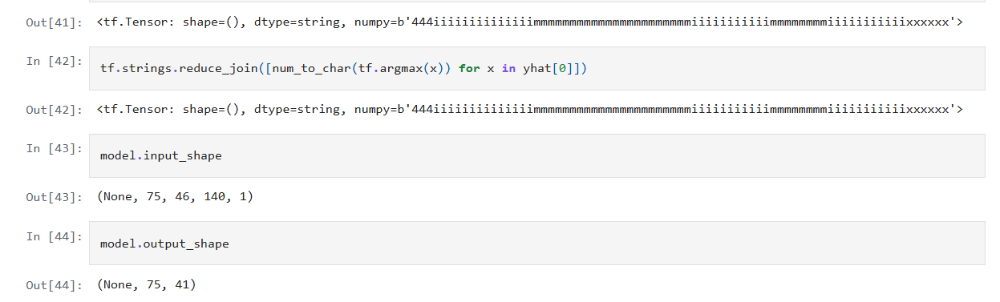 Out[41]: <tf.Tensor: shape=(), dtype=string, numpy=b'444iiiiiiiiiiiiiimmmmmmmmmmmmmmmmmmmmmmiiiiiiiiiiimmmmmmmmiiiiiiiiiiixxxxxx'>
In [42]: tf.strings.reduce_join([num_to_char(tf.argmax(x)) for x in yhat[0]])
Out[42]: <tf.Tensor: shape=(), dtype=string, numpy=b'444iiiiiiiiiiiiiimmmmmmmmmmmmmmmmmmmmmmiiiiiiiiiiimmmmmmmmiiiiiiiiiiixxxxxx'>
In [43]: model.input_shape
Out[43]: (None, 75, 46, 140, 1)
In [44]: model.output_shape
Out[44]: (None, 75, 41)